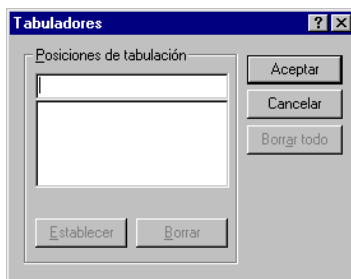 Tabuladores
Posiciones de tabulación
Aceptar
Cancelar
Borrar todo
Establecer
Borrar